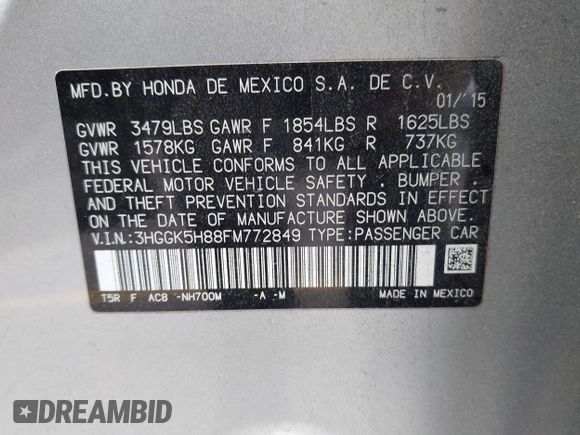 MFD.BY HONDA DE MEXICO S.A. DE C.V.
01/'15
GVWR 3479LBS GAWR F 1854LBS R 1625LBS
GVWR 1578KG GAWR F 841KG R 737KG
THIS VEHICLE CONFORMS TO ALL APPLICABLE
FEDERAL MOTOR VEHICLE SAFETY , BUMPER ,
AND THEFT PREVENTION STANDARDS IN EFFECT
ON THE DATE OF MANUFACTURE SHOWN ABOVE.
V.I.N.:3HGGK5H88FM772849 TYPE:PASSENGER CAR
T5R F AC8 -NH700M -A -M MADE IN MEXICO
DREAMBID